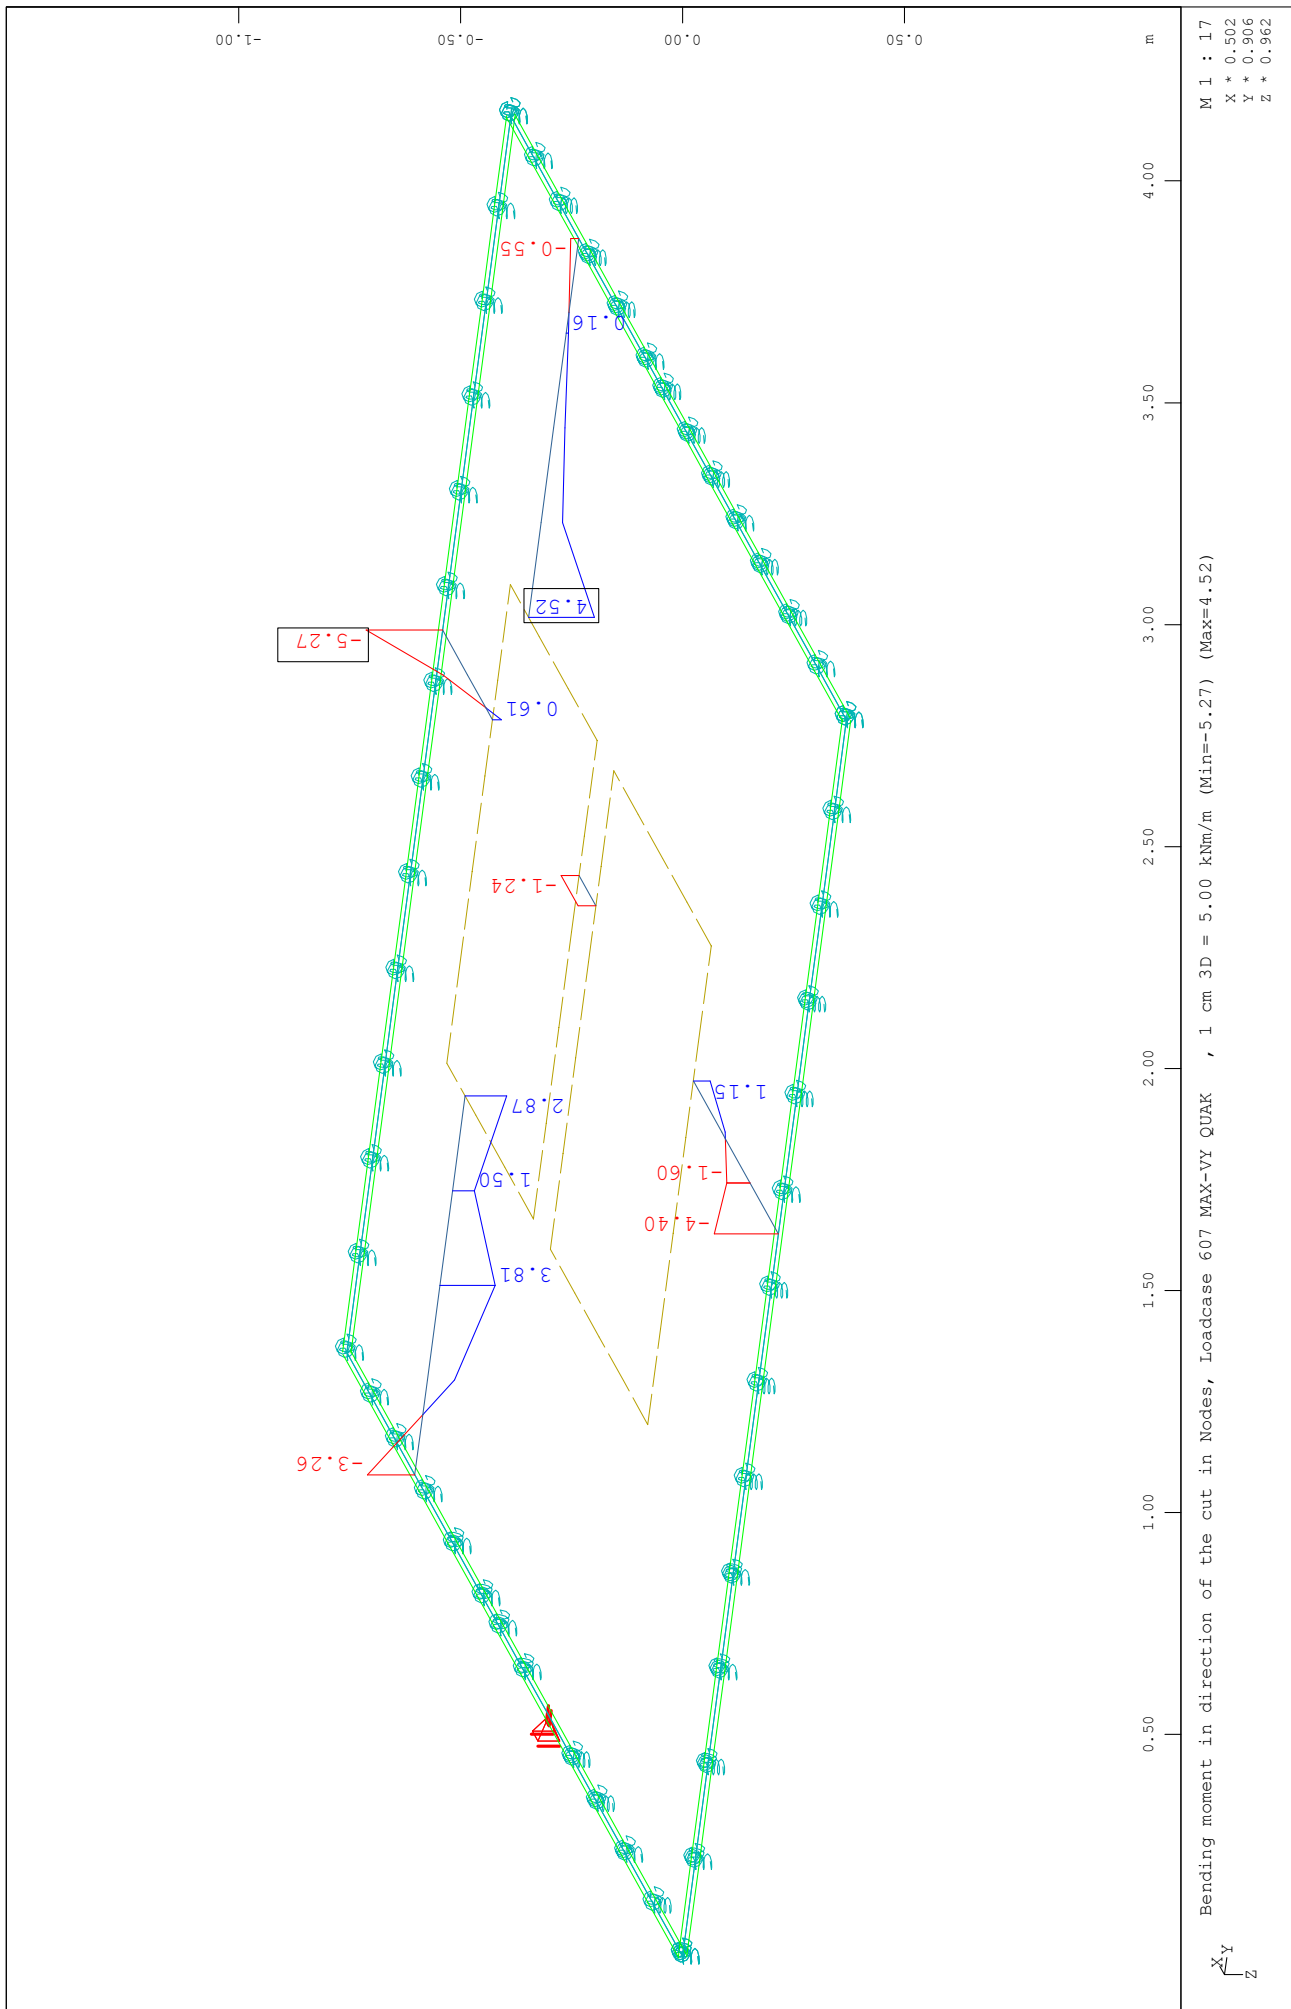 M 1 : 17
X * 0.502
Y * 0.906
Z * 0.962
-1.00
-0.50
0.00
0.50
m
4.00
3.50
3.00
2.50
2.00
1.50
1.00
0.50
-0.55
0.16
4.52
-5.27
0.61
-1.24
2.87
1.50
3.81
-3.26
1.15
-1.60
-4.40
Bending moment in direction of the cut in Nodes, Loadcase 607 MAX-VY QUAK , 1 cm 3D = 5.00 kNm/m (Min=-5.27) (Max=4.52)
X
Y
Z